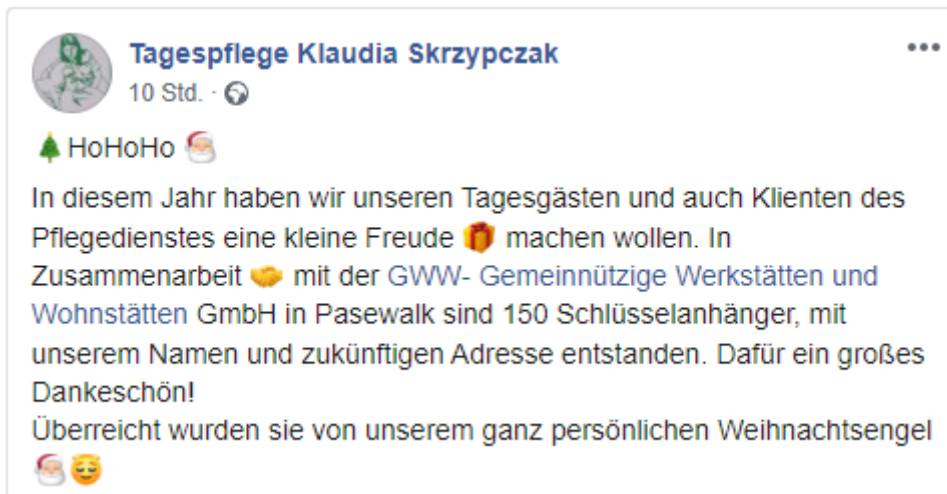 Tagespflege Klaudia Skrzypczak
10 Std. ·
🎄HoHoHo 🎅
In diesem Jahr haben wir unseren Tagesgästen und auch Klienten des
Pflegedienstes eine kleine Freude 🎁 machen wollen. In
Zusammenarbeit 🤝 mit der GWW- Gemeinnützige Werkstätten und
Wohnstätten GmbH in Pasewalk sind 150 Schlüsselanhänger, mit
unserem Namen und zukünftigen Adresse entstanden. Dafür ein großes
Dankeschön!
Überreicht wurden sie von unserem ganz persönlichen Weihnachtsengel
🎅😇